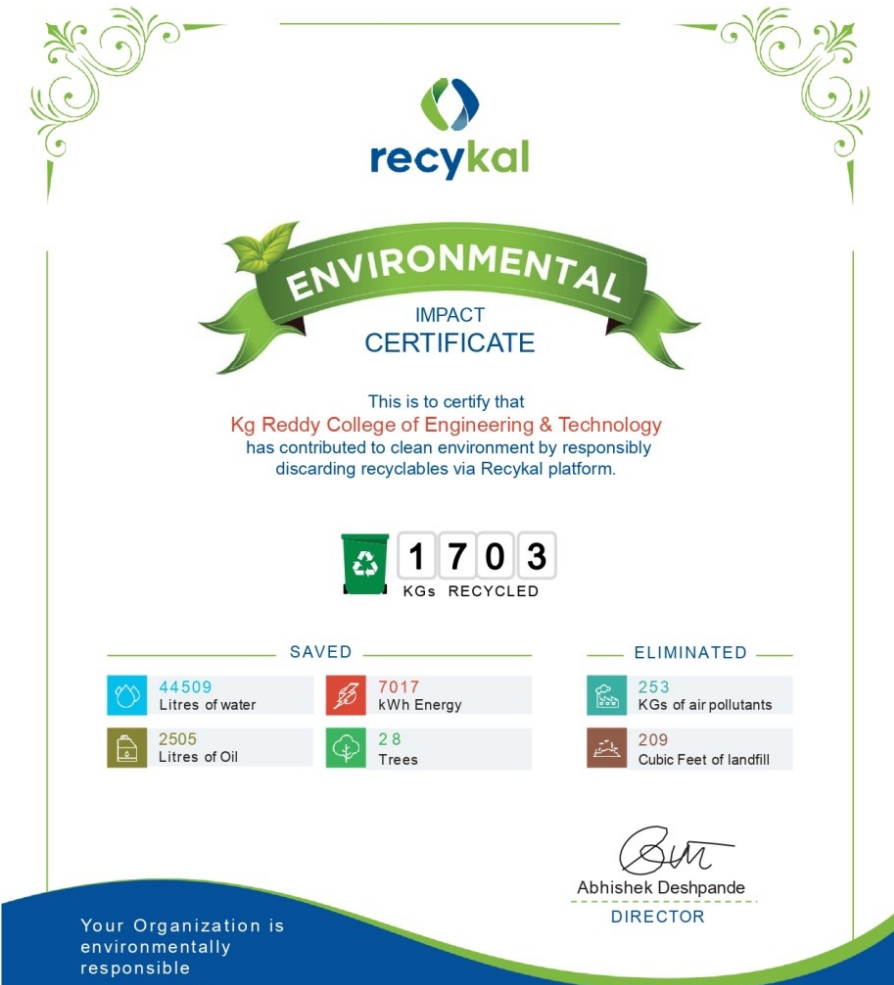 recykal
ENVIRONMENTAL
IMPACT
CERTIFICATE
This is to certify that
Kg Reddy College of Engineering & Technology
has contributed to clean environment by responsibly
discarding recyclables via Recykal platform.
1703
KGs RECYCLED
SAVED
44509
Litres of water
7017
kWh Energy
2505
Litres of Oil
28
Trees
ELIMINATED
253
KGs of air pollutants
209
Cubic Feet of landfill
Abhishek Deshpande
DIRECTOR
Your Organization is
environmentally
responsible